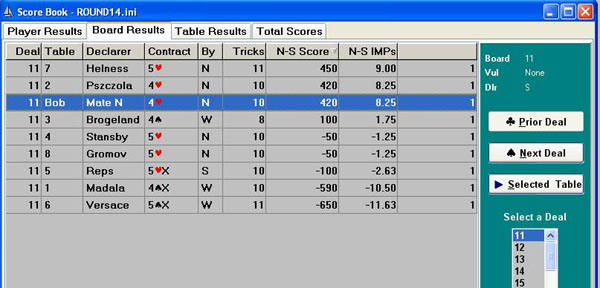 Score Book - ROUND14.ini
Player Results Board Results Table Results Total Scores
Deal Table Declarer Contract By Tricks N-S Score N-S IMPs
11 7 Helness 5♥ N 11 450 9.00 1
11 2 Pszczola 4♥ N 10 420 8.25 1
11 Bob Mate N 4♥ N 10 420 8.25 1
11 3 Brogeland 4♠ W 8 100 1.75 1
11 4 Stansby 5♥ N 10 -50 -1.25 1
11 8 Gromov 5♥ N 10 -50 -1.25 1
11 5 Reps 5♥X S 10 -100 -2.63 1
11 1 Madala 4♠X W 10 -590 -10.50 1
11 6 Versace 5♠X W 11 -650 -11.63 1
Board 11
Vul None
Dlr S
♣ Prior Deal
♠ Next Deal
Selected Table
Select a Deal
11
12
13
14
15